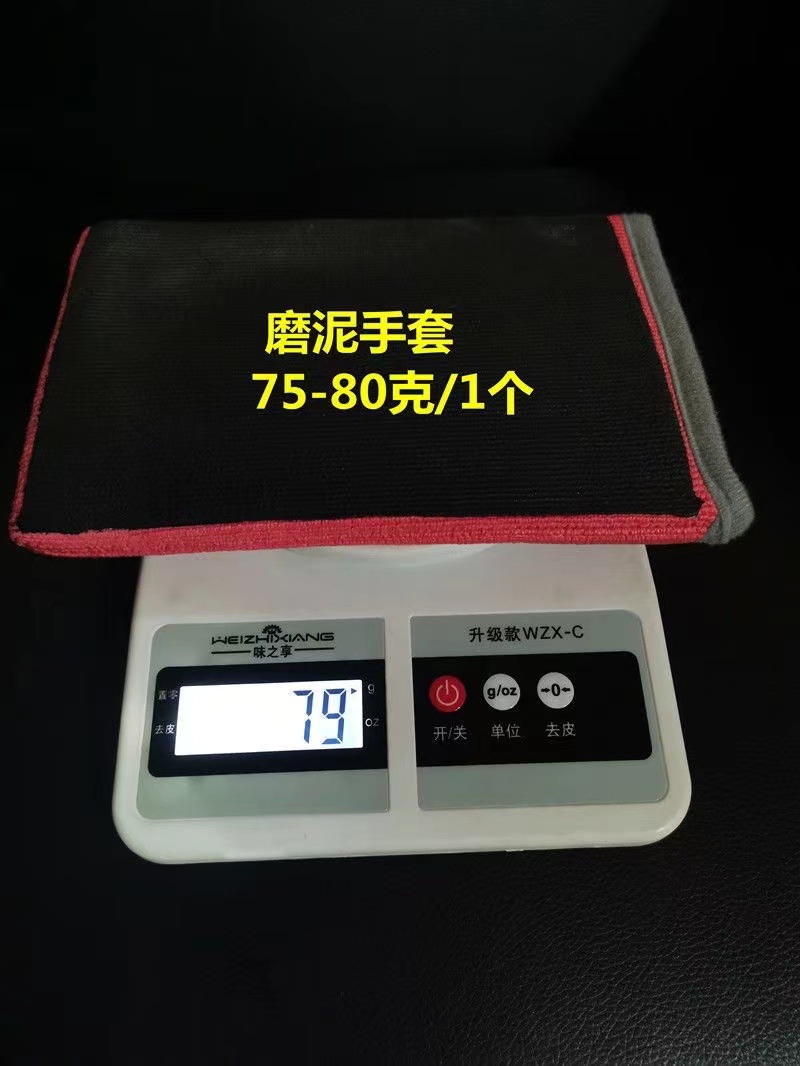 磨泥手套
75-80克/1个
WEIZHIXIANG
味之享
升级款WZX-C
置零
g
79
去皮
oz
g/oz
→0←
开/关
单位
去皮